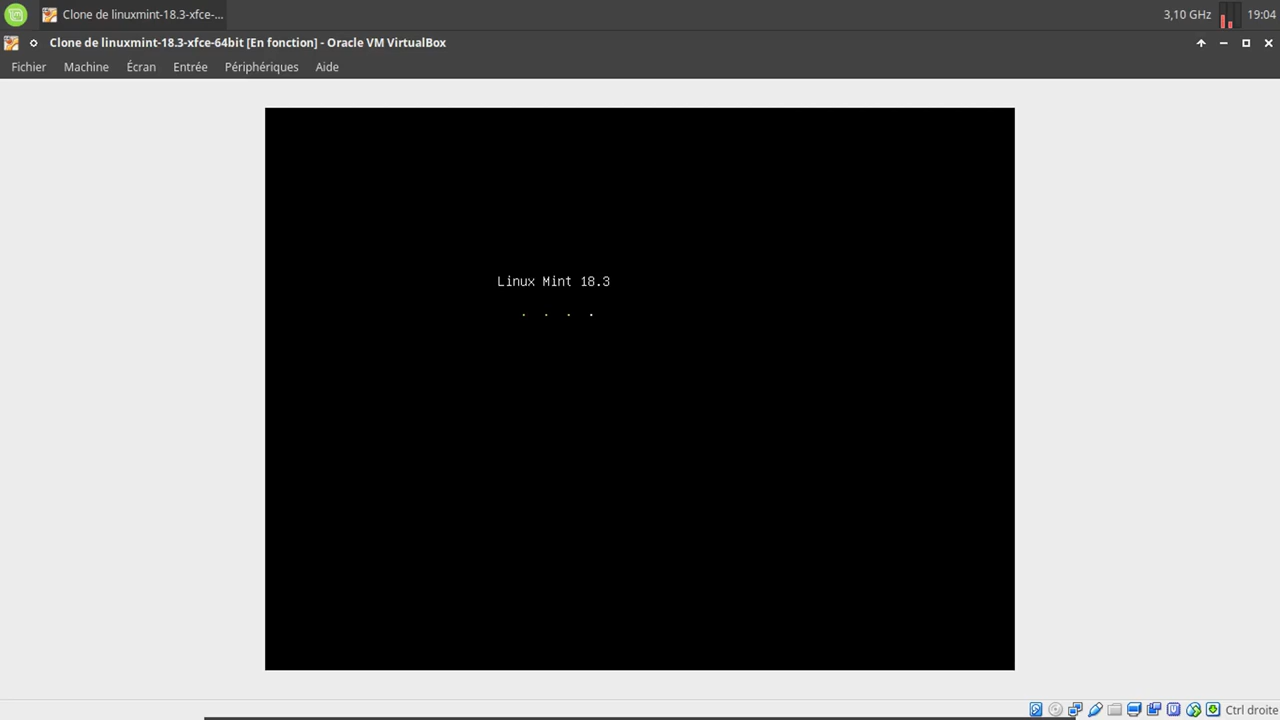 Clone de linuxmint-18.3-xfce-... 3,10 GHz 19:04
Clone de linuxmint-18.3-xfce-64bit [En fonction] - Oracle VM VirtualBox
Fichier Machine Écran Entrée Périphériques Aide
Linux Mint 18.3
. . . .
Ctrl droite